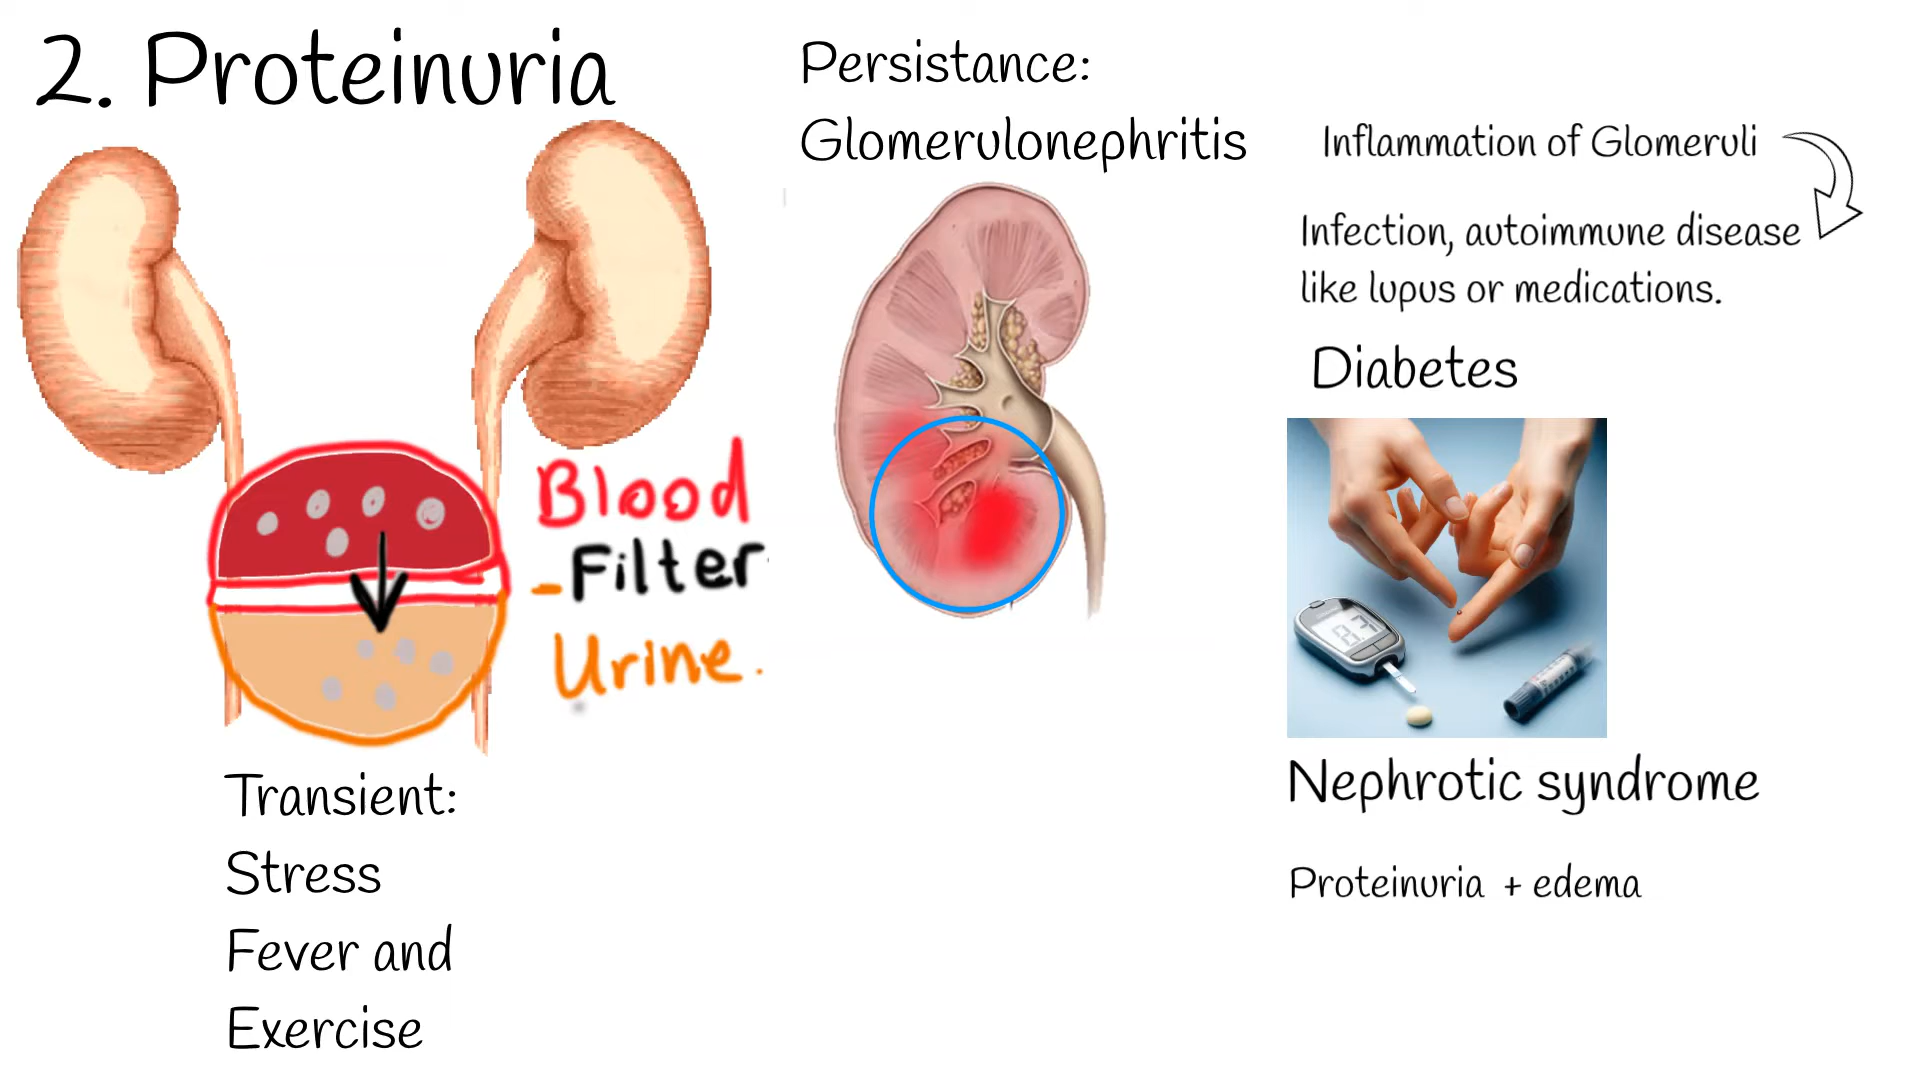 2. Proteinuria
Blood
-Filter
Urine.
Transient:
Stress
Fever and
Exercise
Persistance:
Glomerulonephritis
Inflammation of Glomeruli
Infection, autoimmune disease
like lupus or medications.
Diabetes
Nephrotic syndrome
Proteinuria + edema